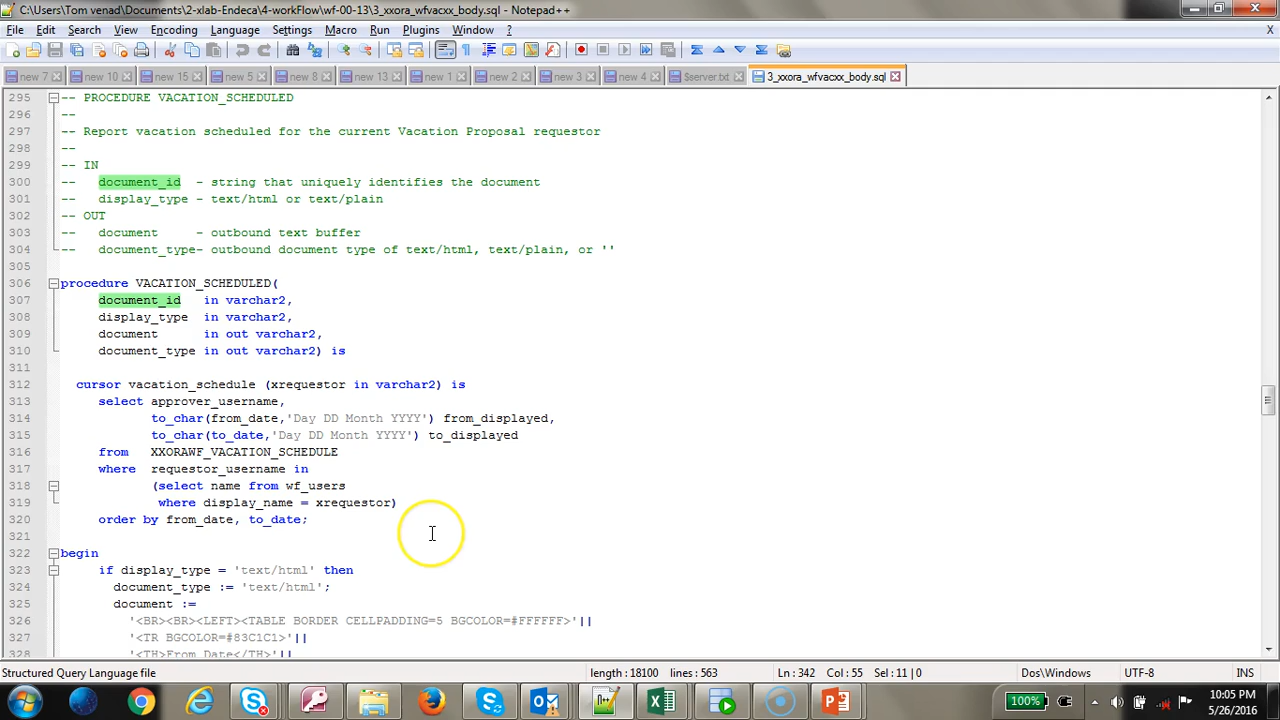 C:\Users\Tom venad\Documents\2-xlab-Endeca\4-workFlow\wf-00-13\3_xxora_wfvacxx_body.sql - Notepad++
File Edit Search View Encoding Language Settings Macro Run Plugins Window ? X
new 7 new 10 new 15 new 5 new 8 new 13 new 1 new 2 new 3 new 4 $server.txt 3_xxora_wfvacxx_body.sql
295 -- PROCEDURE VACATION_SCHEDULED
296 --
297 -- Report vacation scheduled for the current Vacation Proposal requestor
298 --
299 -- IN
300 -- document_id - string that uniquely identifies the document
301 -- display_type - text/html or text/plain
302 -- OUT
303 -- document - outbound text buffer
304 -- document_type- outbound document type of text/html, text/plain, or ''
305
306 procedure VACATION_SCHEDULED(
307 document_id in varchar2,
308 display_type in varchar2,
309 document in out varchar2,
310 document_type in out varchar2) is
311
312 cursor vacation_schedule (xrequestor in varchar2) is
313 select approver_username,
314 to_char(from_date,'Day DD Month YYYY') from_displayed,
315 to_char(to_date,'Day DD Month YYYY') to_displayed
316 from XXORAWF_VACATION_SCHEDULE
317 where requestor_username in
318 (select name from wf_users
319 where display_name = xrequestor)
320 order by from_date, to_date;
321
322 begin
323 if display_type = 'text/html' then
324 document_type := 'text/html';
325 document :=
326 '<BR><BR><LEFT><TABLE BORDER CELLPADDING=5 BGCOLOR=#FFFFFF>'||
327 '<TR BGCOLOR=#83C1C1>'||
328 '<TH>From Date</TH>'||
Structured Query Language file length : 18100 lines : 563 Ln : 342 Col : 55 Sel : 11 | 0 Dos\Windows UTF-8 INS
100% 10:05 PM
5/26/2016